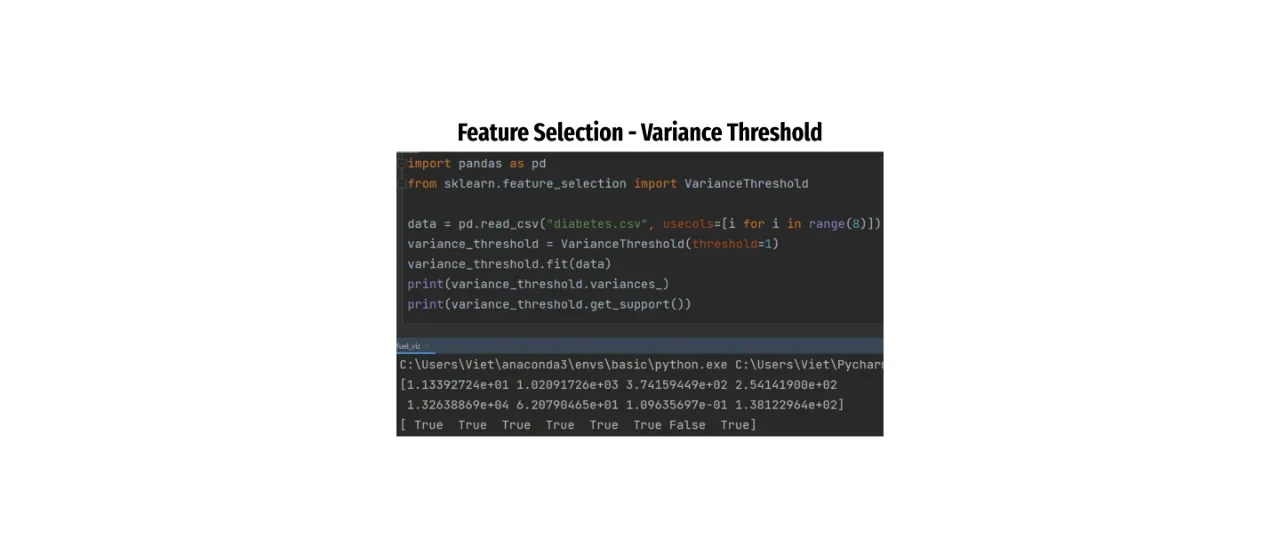 Feature Selection - Variance Threshold
import pandas as pd
from sklearn.feature_selection import VarianceThreshold
data = pd.read_csv("diabetes.csv", usecols=[i for i in range(8)])
variance_threshold = VarianceThreshold(threshold=1)
variance_threshold.fit(data)
print(variance_threshold.variances_)
print(variance_threshold.get_support())
fuel_viz ×
C:\Users\Viet\anaconda3\envs\basic\python.exe C:\Users\Viet\Pychar
[1.13392724e+01 1.02091726e+03 3.74159449e+02 2.54141900e+02
1.32638869e+04 6.20790465e+01 1.09635697e-01 1.38122964e+02]
[ True  True  True  True  True  True False  True]